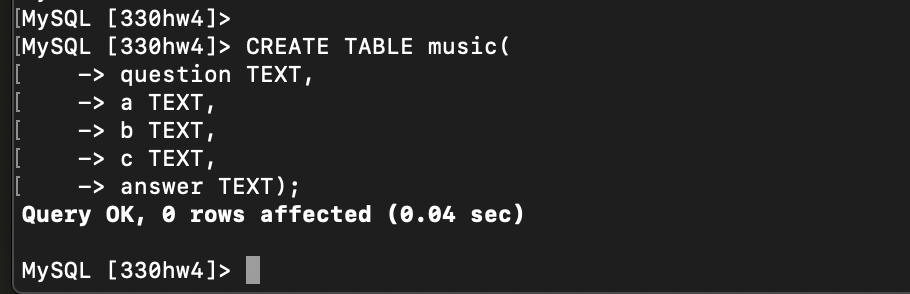 [MySQL [330hw4]>
[MySQL [330hw4]> CREATE TABLE music(
[    -> question TEXT,
[    -> a TEXT,
[    -> b TEXT,
[    -> c TEXT,
[    -> answer TEXT);
Query OK, 0 rows affected (0.04 sec)
MySQL [330hw4]>